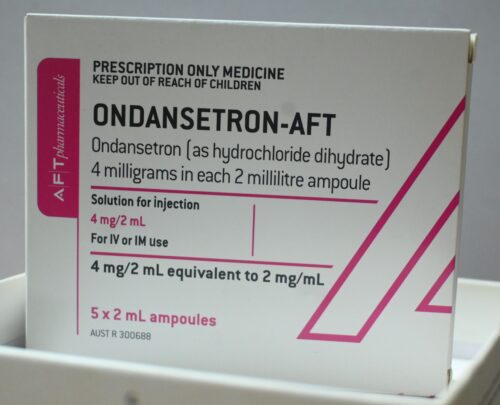 AFT pharmaceuticals
PRESCRIPTION ONLY MEDICINE
KEEP OUT OF REACH OF CHILDREN
ONDANSETRON-AFT
Ondansetron (as hydrochloride dihydrate)
4 milligrams in each 2 millilitre ampoule
Solution for injection
4 mg/2 mL
For IV or IM use
4 mg/2 mL equivalent to 2 mg/mL
5 x 2 mL ampoules
AUST R 300688